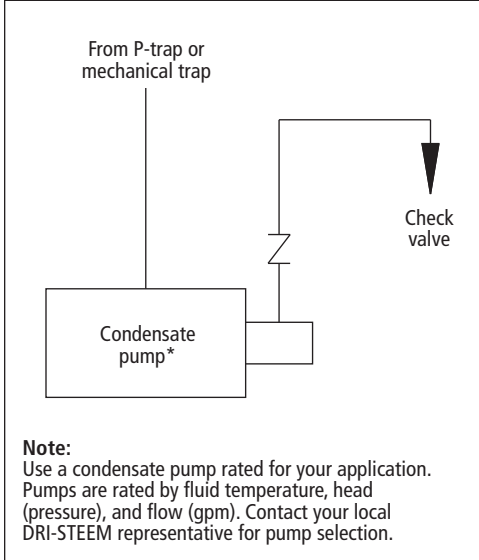 From P-trap or
mechanical trap
Check
valve
Condensate
pump*
Note:
Use a condensate pump rated for your application.
Pumps are rated by fluid temperature, head
(pressure), and flow (gpm). Contact your local
DRI-STEEM representative for pump selection.